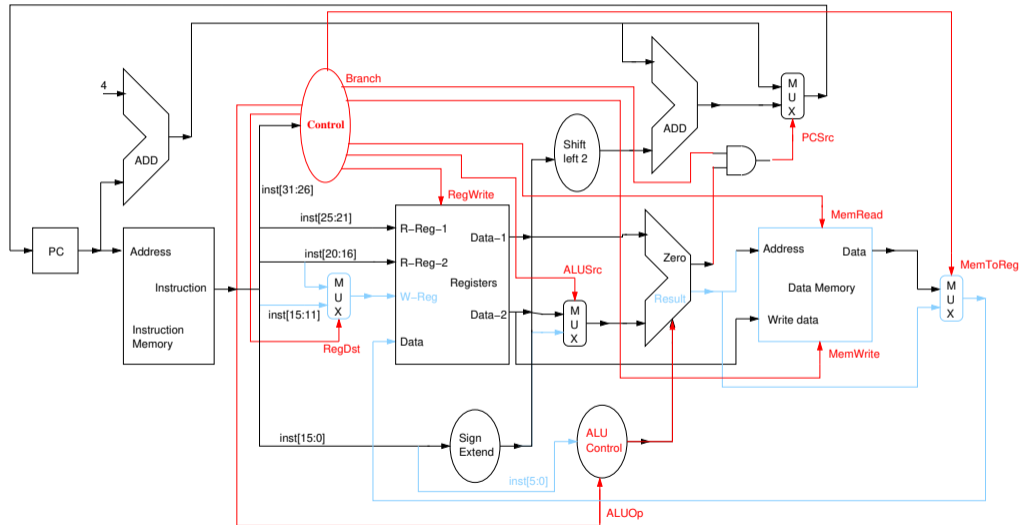 Branch
M
U
X
4
Control
ADD
Shift
left 2
ADD
PCSrc
inst[31:26]
RegWrite
inst[25:21]
R-Reg-1
MemRead
PC
Address
Data-1
Zero
Address
Data
inst[20:16]
R-Reg-2
ALUSrc
MemToReg
Instruction
M
U
X
W-Reg
Registers
Result
Data Memory
M
U
X
inst[15:11]
Data-2
M
U
X
Write data
Instruction
Memory
RegDst
Data
MemWrite
inst[15:0]
Sign
Extend
ALU
Control
inst[5:0]
ALUOp